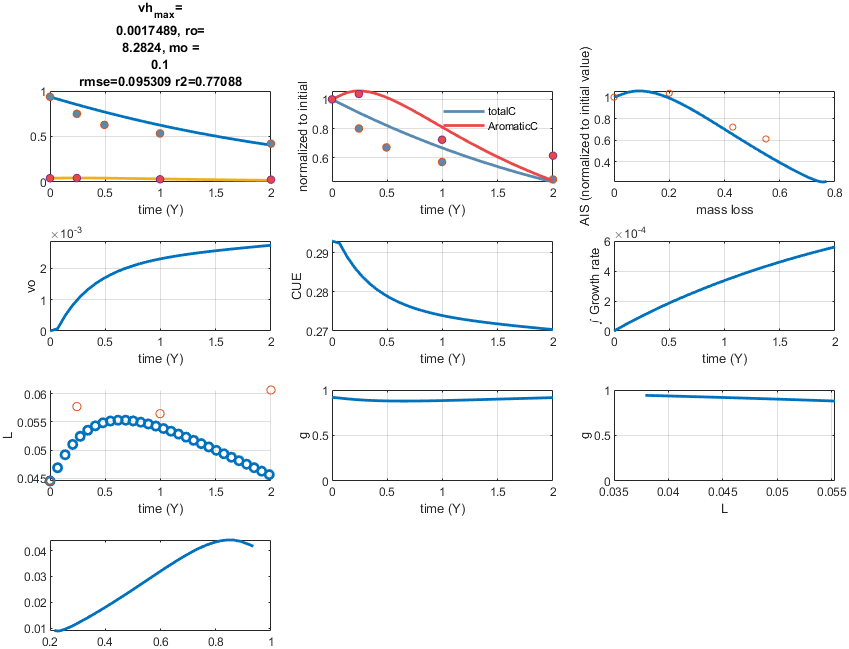 vh_max=
0.0017489, ro=
8.2824, mo =
0.1
rmse=0.095309 r2=0.77088
1
0.5
0
0 0.5 1 1.5 2
time (Y)
normalized to initial
1
0.8
0.6
totalC
AromaticC
0 0.5 1 1.5 2
time (Y)
AIS (normalized to initial value)
1
0.8
0.6
0.4
0 0.2 0.4 0.6 0.8
mass loss
×10^-3
vo
2
1
0
0 0.5 1 1.5 2
time (Y)
CUE
0.29
0.28
0.27
0 0.5 1 1.5 2
time (Y)
×10^-4
∫ Growth rate
6
4
2
0
0 0.5 1 1.5 2
time (Y)
L
0.06
0.055
0.05
0.045
0 0.5 1 1.5 2
time (Y)
g
1
0.5
0
0 0.5 1 1.5 2
time (Y)
g
1
0.5
0
0.035 0.04 0.045 0.05 0.055
L
0.04
0.03
0.02
0.01
0.2 0.4 0.6 0.8 1